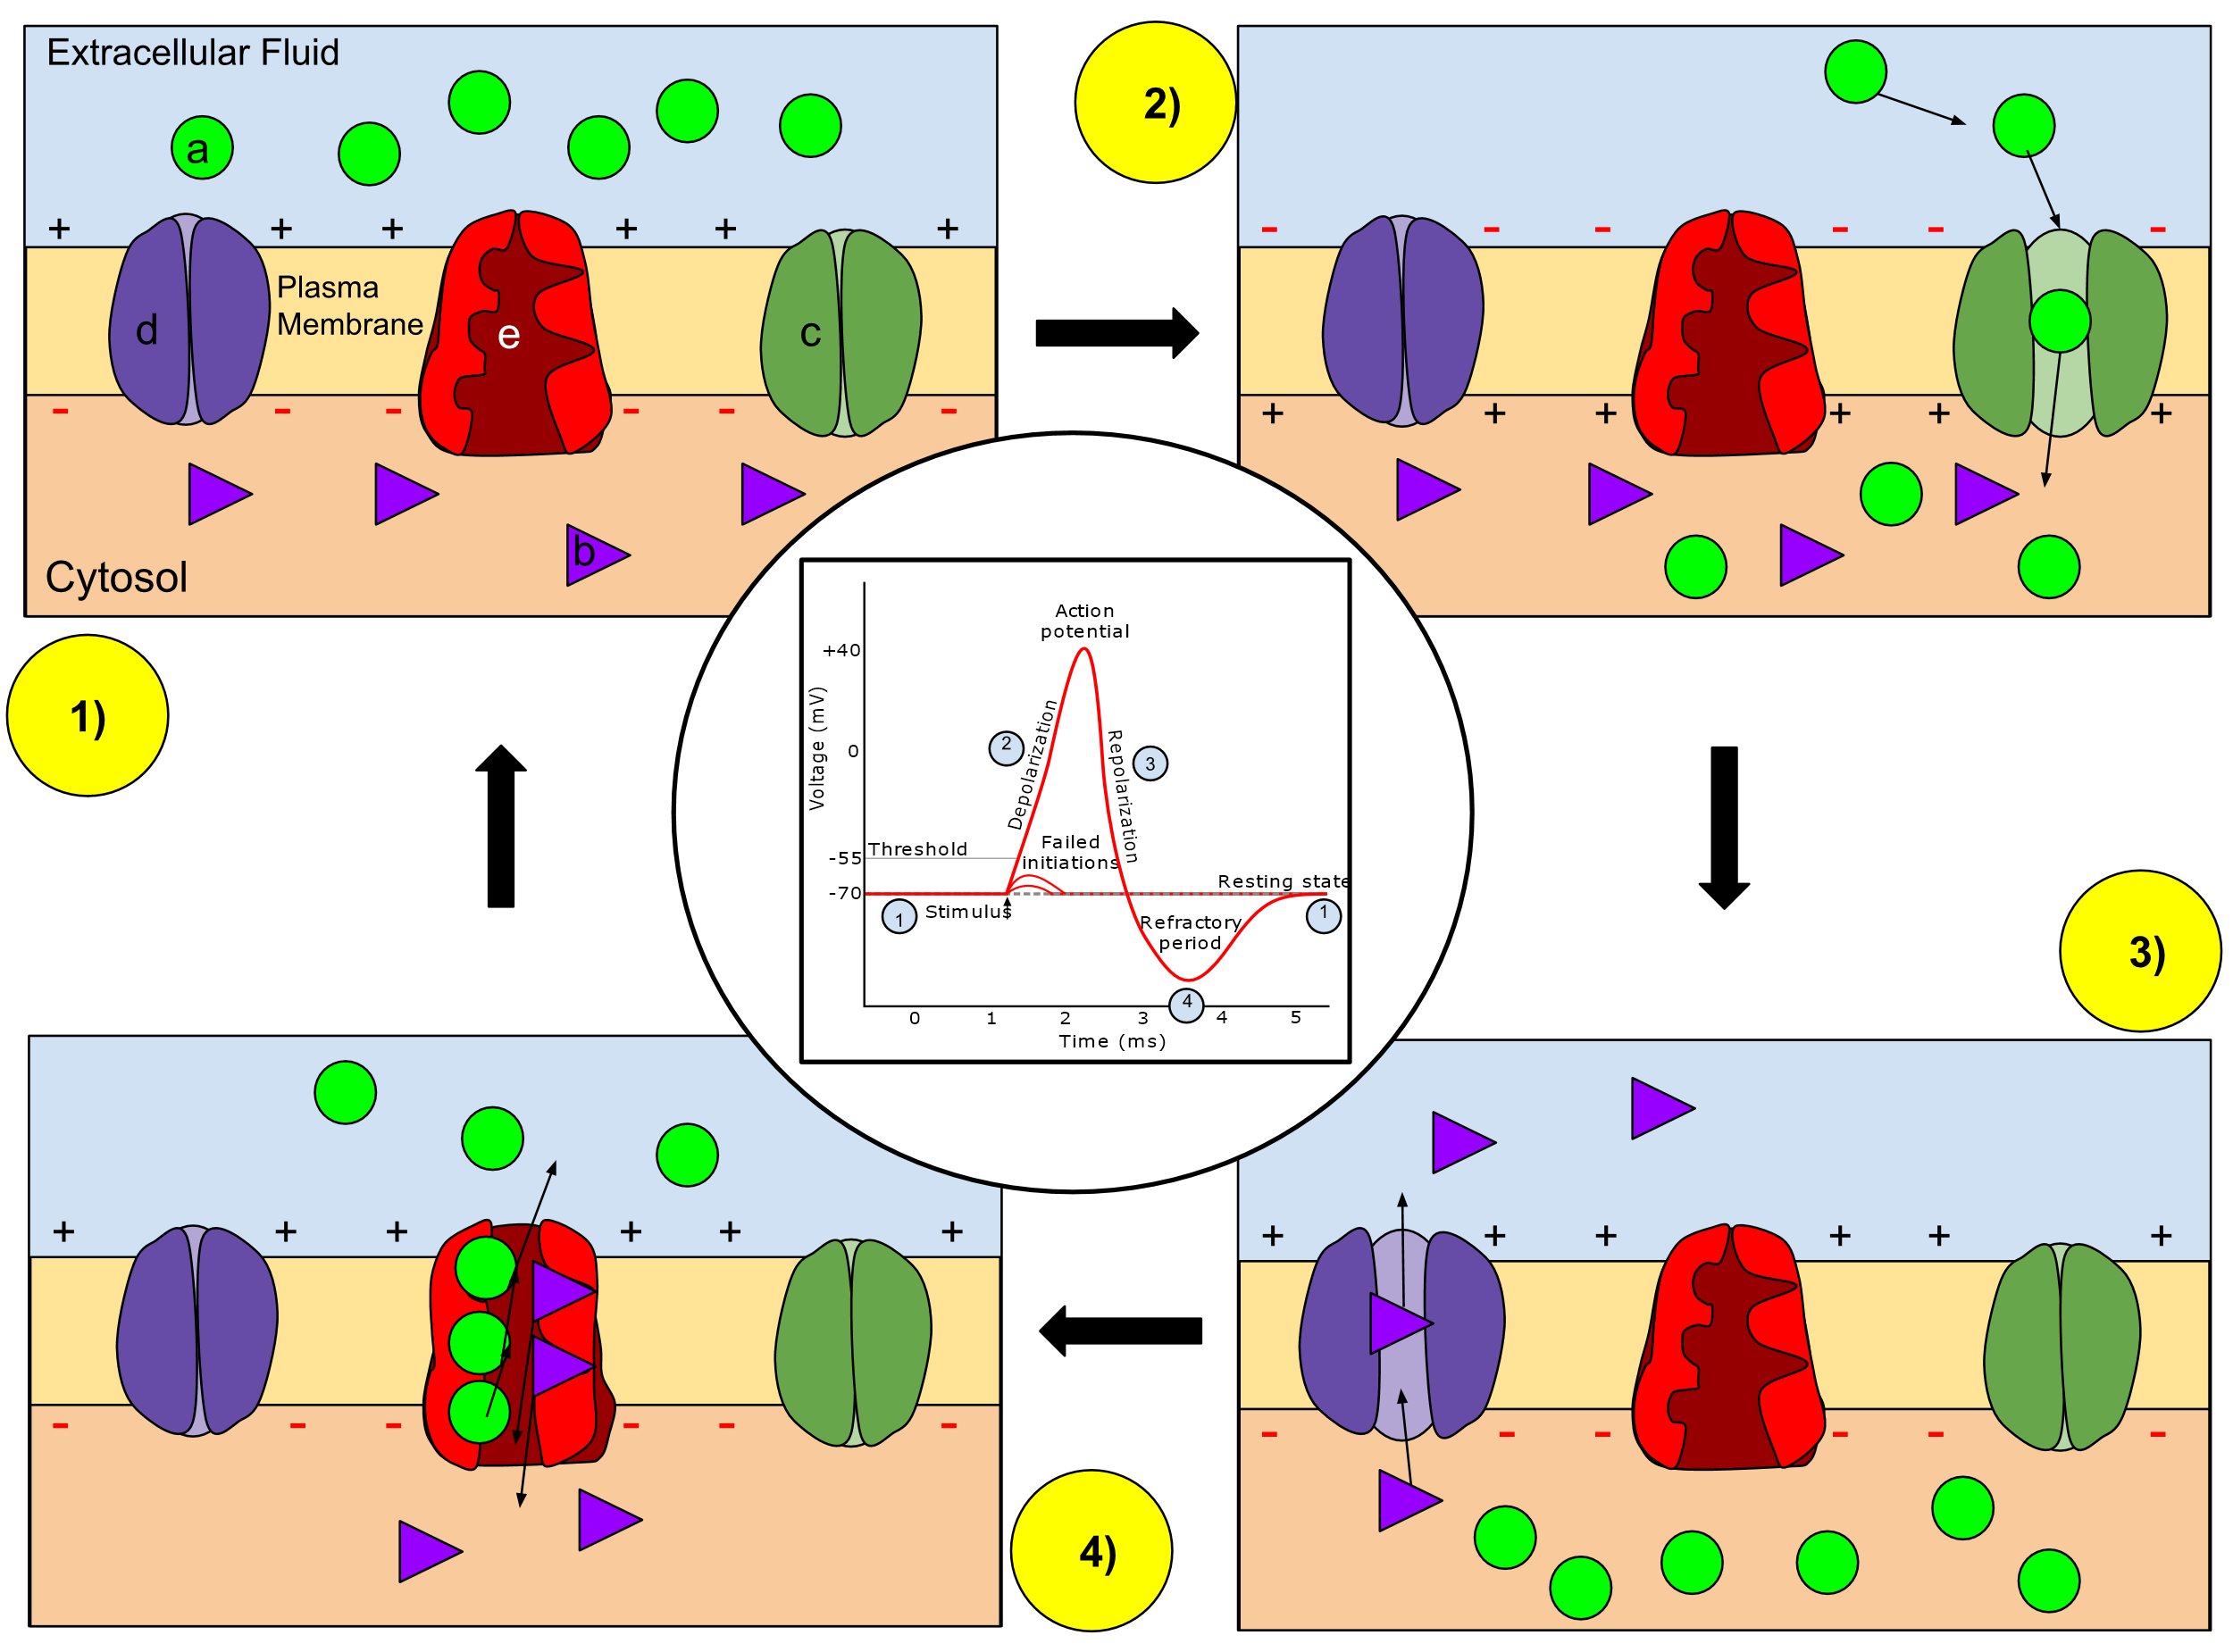 Extracellular Fluid
a
+ + + + + +
d
Plasma
Membrane
e
c
- - - - - -
b
Cytosol
1)
2)
- - - - - -
+ + + + + +
Action
potential
+40
Voltage (mV)
0
2
Depolarization
Repolarization
3
Threshold
-55
Failed
initiations
-70
Resting state
1
Stimulus
1
Refractory
period
4
0 1 2 3 4 5
Time (ms)
3)
+ + + + + +
- - - - - -
4)
+ + + + + +
- - - - - -